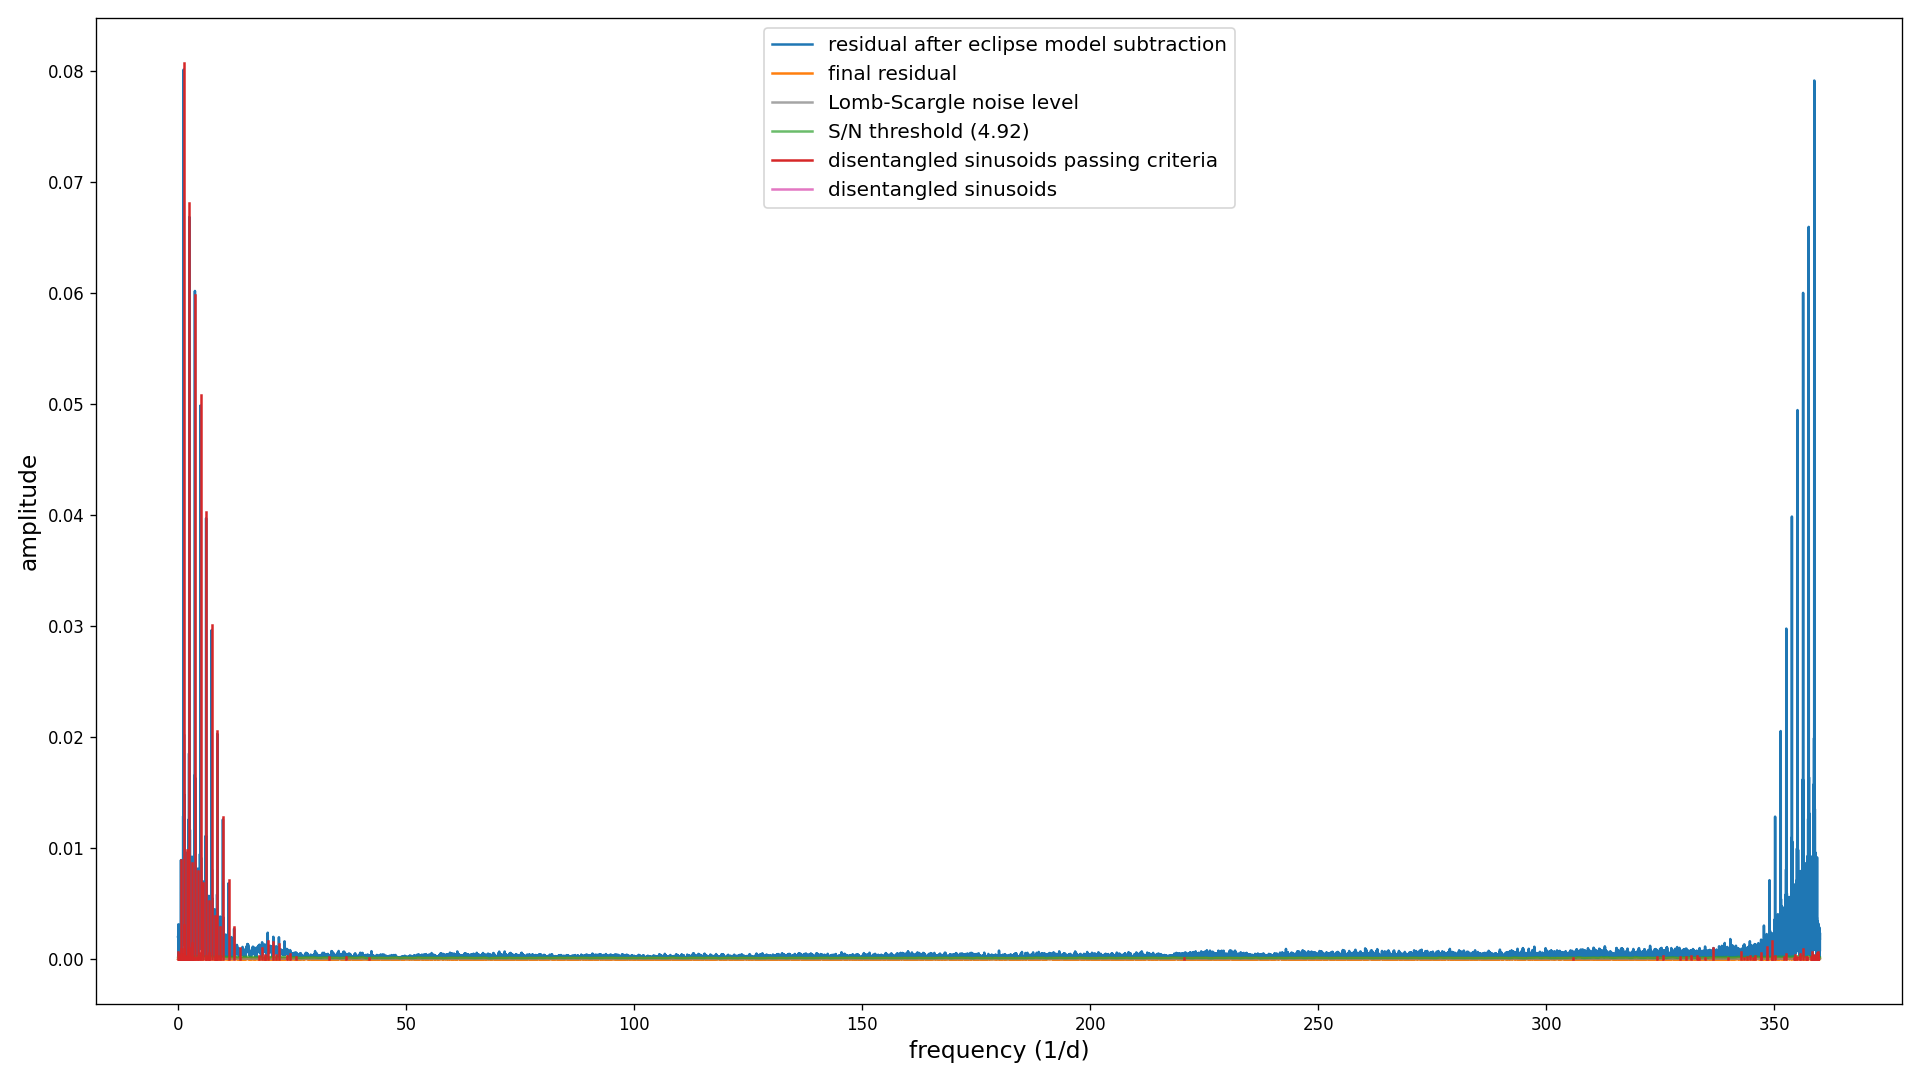 residual after eclipse model subtraction
final residual
Lomb-Scargle noise level
S/N threshold (4.92)
disentangled sinusoids passing criteria
disentangled sinusoids
amplitude
0.08
0.07
0.06
0.05
0.04
0.03
0.02
0.01
0.00
0 50 100 150 200 250 300 350
frequency (1/d)